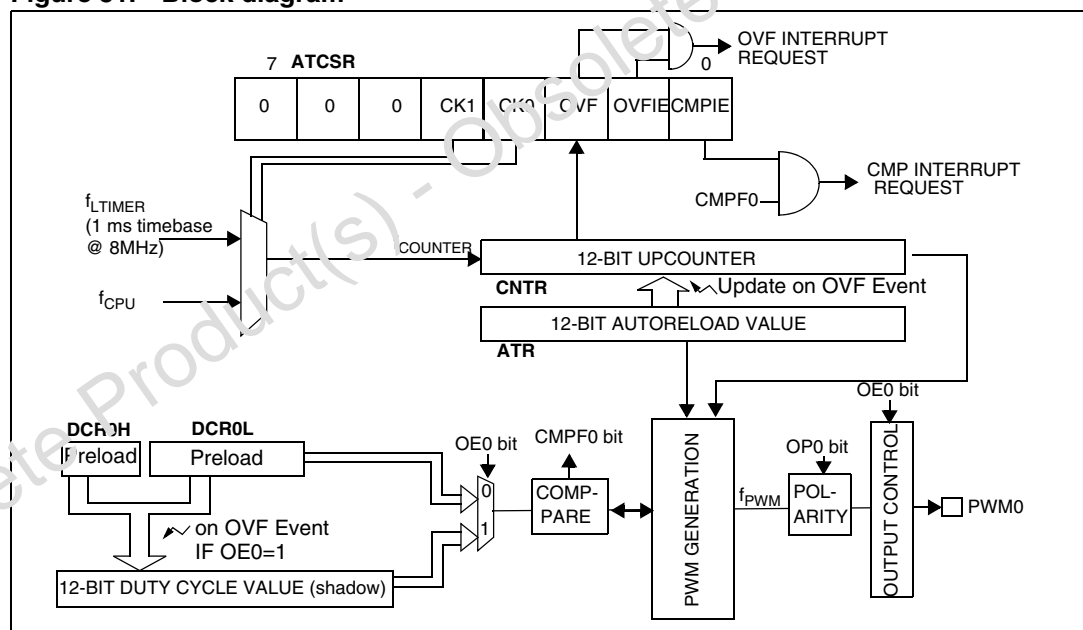 Figure 31. Block diagram
7 ATCSR 0
0 0 0 CK1 CK0 OVF OVFIE CMPIE
OVF INTERRUPT
REQUEST
CMP INTERRUPT
REQUEST
CMPF0
fLTIMER
(1 ms timebase
@ 8MHz)
fCPU
COUNTER
12-BIT UPCOUNTER
CNTR
Update on OVF Event
12-BIT AUTORELOAD VALUE
ATR
DCR0H
Preload
DCR0L
Preload
on OVF Event
IF OE0=1
12-BIT DUTY CYCLE VALUE (shadow)
OE0 bit
0
1
CMPF0 bit
COMP-
PARE
PWM GENERATION
fPWM
OP0 bit
POL-
ARITY
OE0 bit
OUTPUT CONTROL
PWM0
ete Product(s) - Obsolete